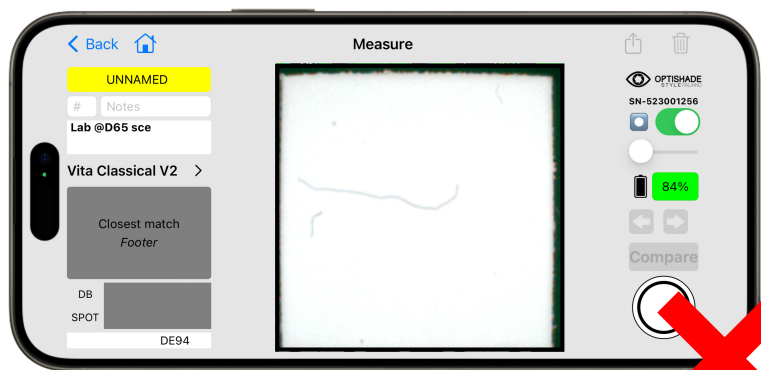 Back
Measure
UNNAMED
# Notes
Lab @D65 sce
Vita Classical V2
Closest match
Footer
DB
SPOT
DE94
OPTISHADE
STYLEITALIANO
SN-523001256
84%
Compare